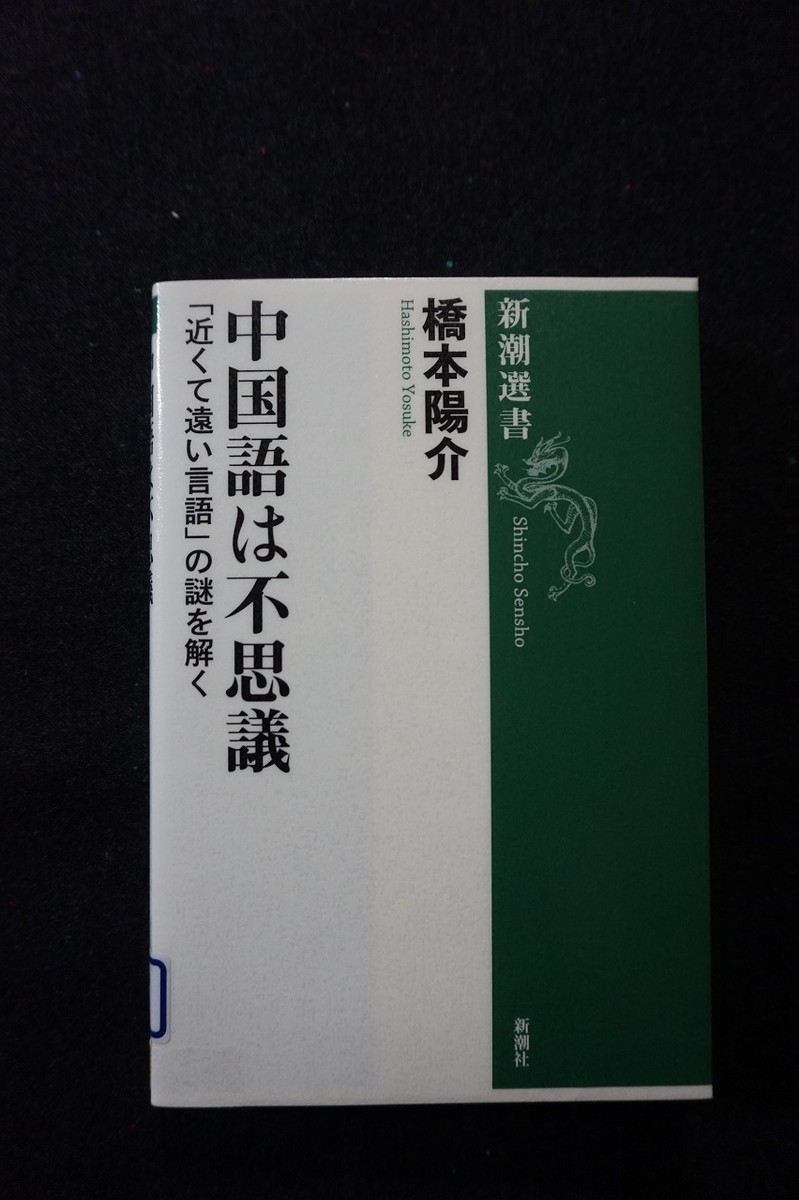 新潮選書
Shincho Sensho
橋本陽介
Hashimoto Yosuke
中国語は不思議
「近くて遠い言語」の謎を解く
新潮社